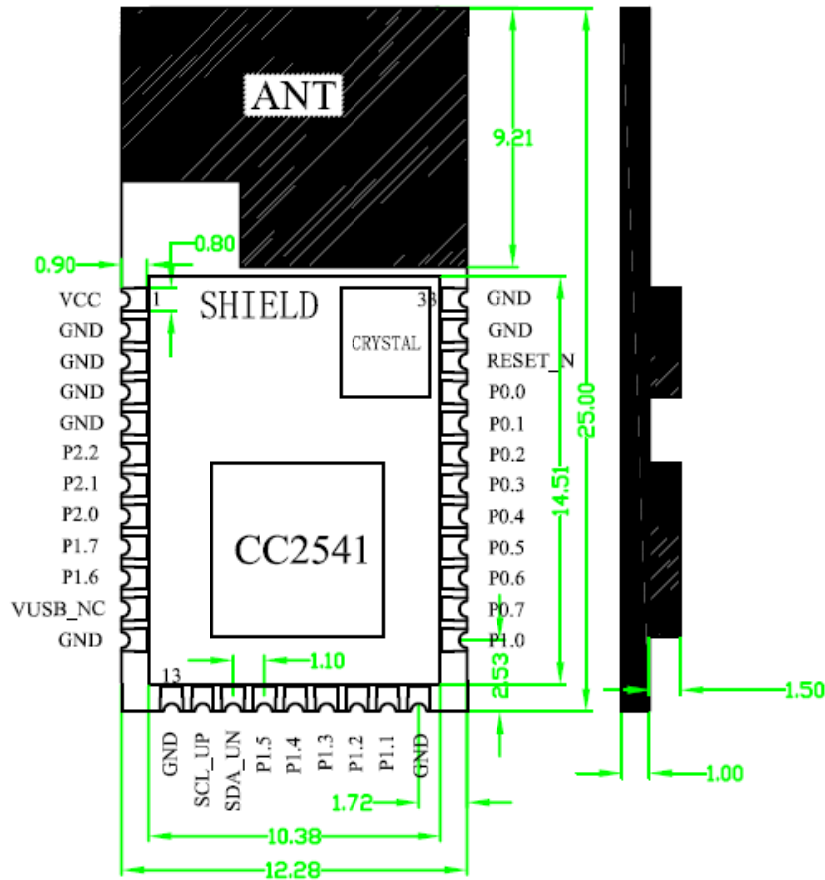 ANT
9.21
0.80
0.90
VCC
1
SHIELD
33
GND
GND
GND
CRYSTAL
GND
RESET_N
GND
P0.0
25.00
GND
P0.1
P2.2
P0.2
P2.1
P0.3
14.51
P2.0
P0.4
P1.7
CC2541
P0.5
P1.6
P0.6
VUSB_NC
P0.7
GND
P1.0
13
1.10
2.53
1.50
GND
SCL_UP
SDA_UN
P1.5
P1.4
P1.3
P1.2
P1.1
GND
1.00
1.72
10.38
12.28